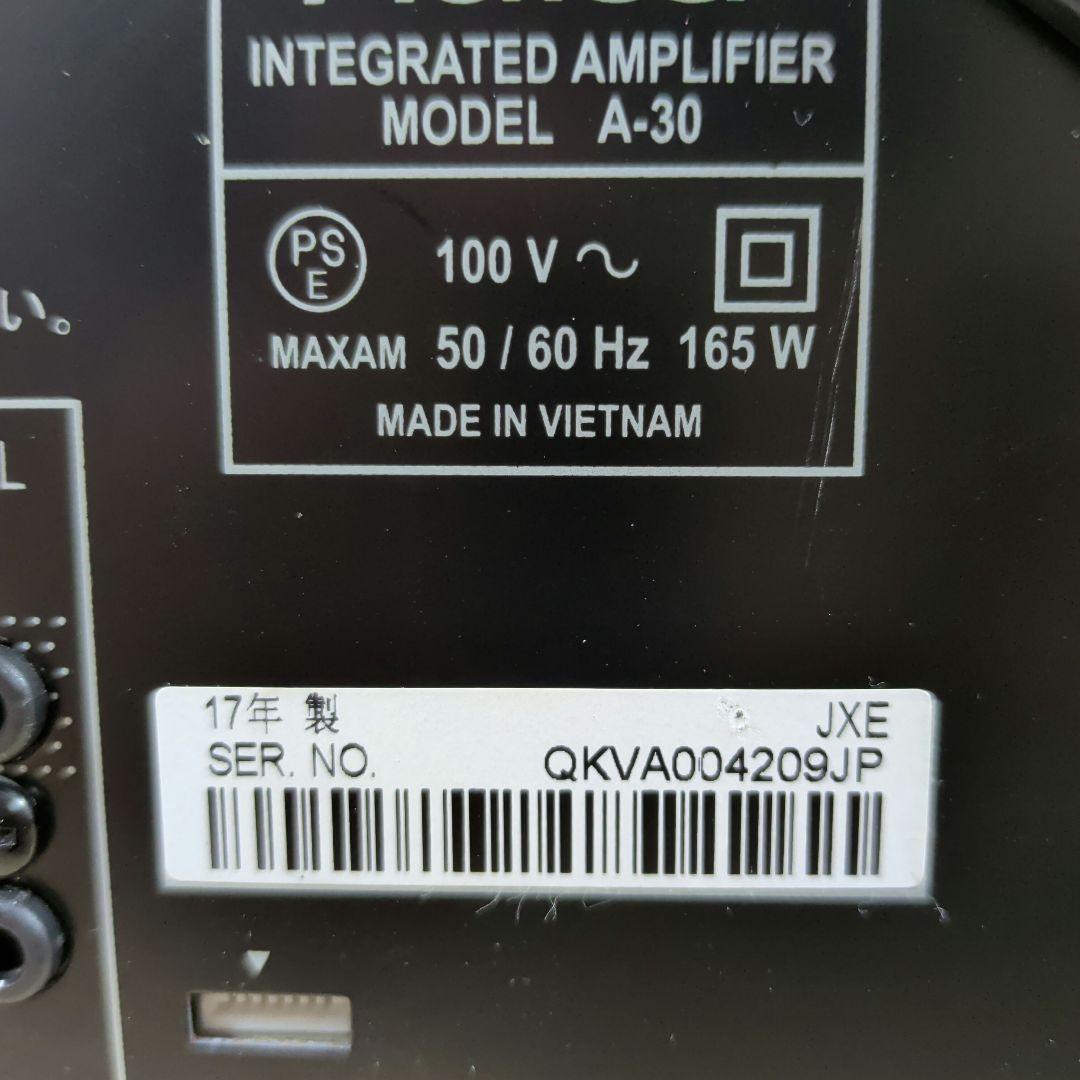 INTEGRATED AMPLIFIER
MODEL A-30
PS
E
100 V ～
MAXAM 50 / 60 Hz 165 W
MADE IN VIETNAM
い。
L
17年 製 JXE
SER. NO. QKVA004209JP